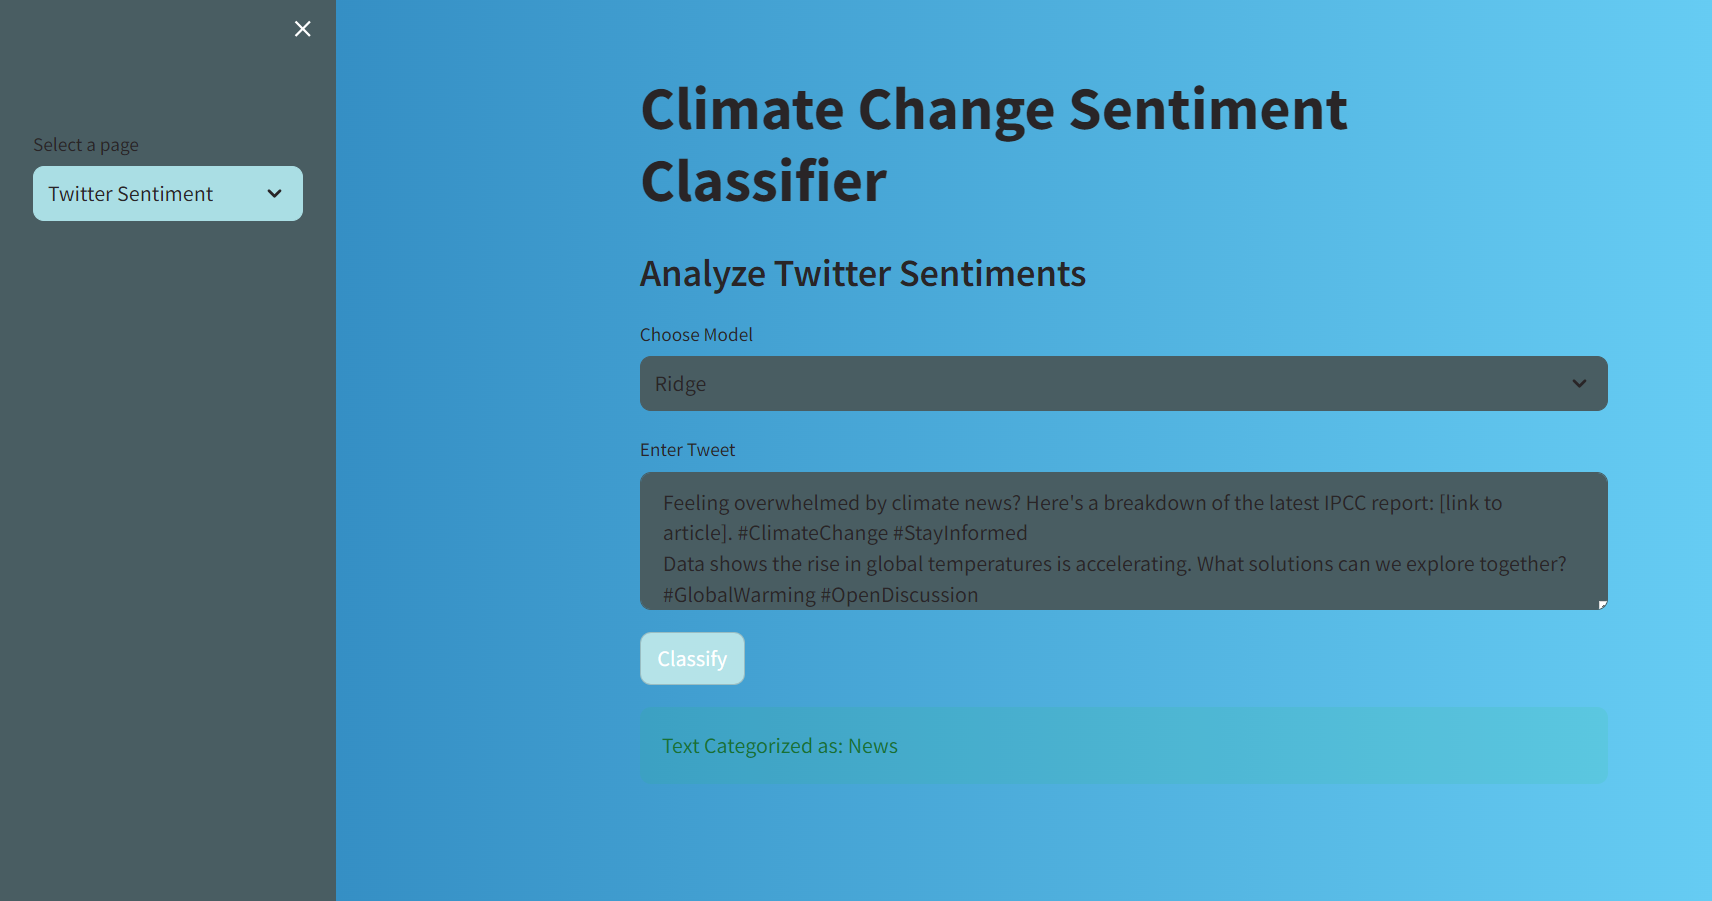 Select a page
Twitter Sentiment
Climate Change Sentiment
Classifier
Analyze Twitter Sentiments
Choose Model
Ridge
Enter Tweet
Feeling overwhelmed by climate news? Here's a breakdown of the latest IPCC report: [link to
article]. #ClimateChange #StayInformed
Data shows the rise in global temperatures is accelerating. What solutions can we explore together?
#GlobalWarming #OpenDiscussion
Classify
Text Categorized as: News